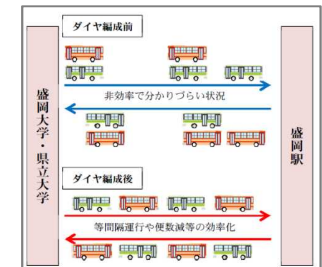 ダイヤ編成前
非効率で分かりづらい状況
盛岡大学・県立大学
盛岡駅
ダイヤ編成後
等間隔運行や便数減等の効率化